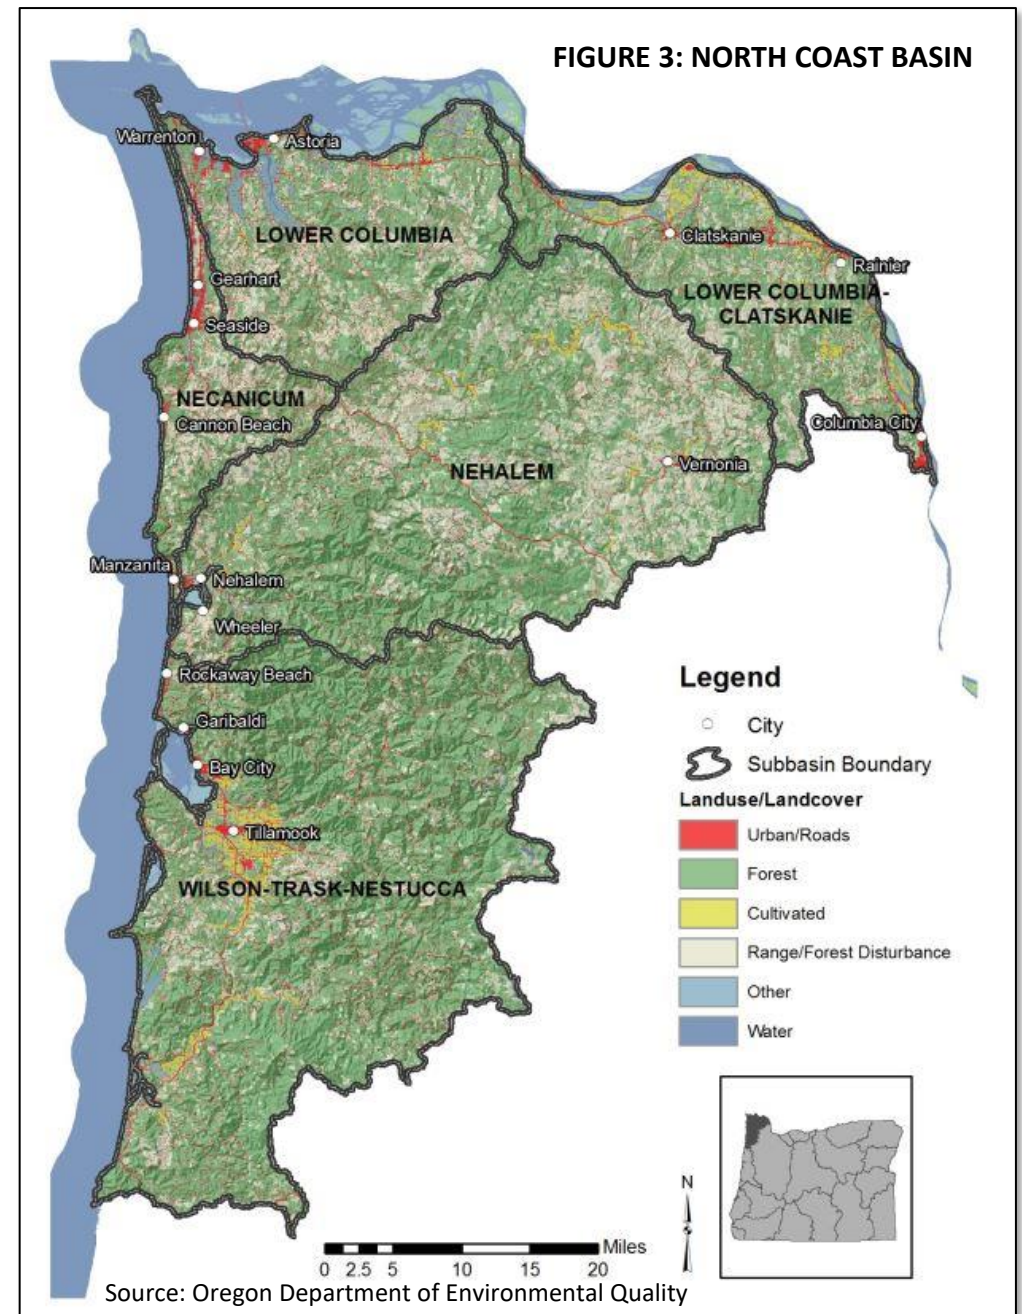 FIGURE 3: NORTH COAST BASIN
Warrenton
Astoria
LOWER COLUMBIA
Clatskanie
Rainier
Gearhart
LOWER COLUMBIA-
CLATSKANIE
Seaside
NECANICUM
Cannon Beach
Columbia City
NEHALEM
Vernonia
Manzanita
Nehalem
Wheeler
Rockaway Beach
Garibaldi
Bay City
Tillamook
WILSON-TRASK-NESTUCCA
Legend
City
Subbasin Boundary
Landuse/Landcover
Urban/Roads
Forest
Cultivated
Range/Forest Disturbance
Other
Water
N
Miles
0 2.5 5 10 15 20
Source: Oregon Department of Environmental Quality